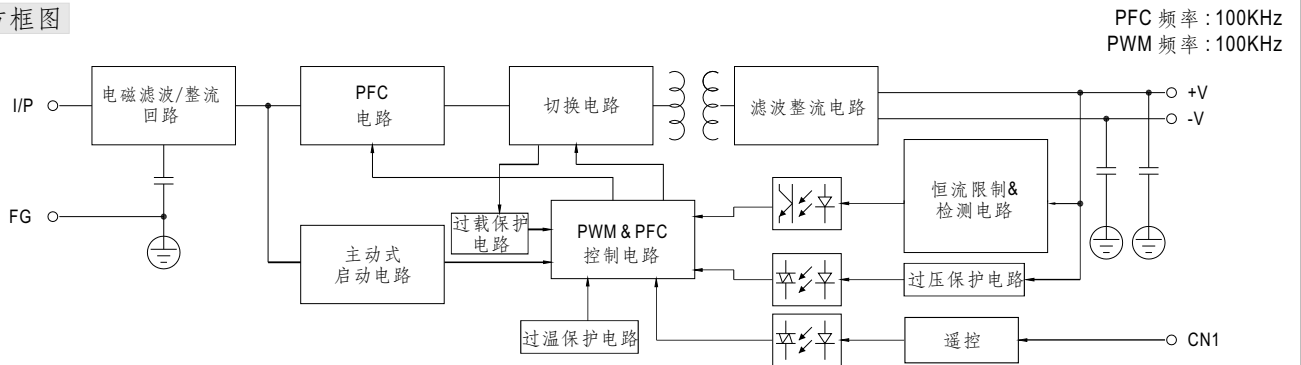 框图
PFC 频率 : 100KHz
PWM 频率 : 100KHz
I/P
电磁滤波/整流
回路
PFC
电路
切换电路
滤波整流电路
+V
-V
FG
过载保护
电路
PWM & PFC
控制电路
恒流限制&
检测电路
主动式
启动电路
过压保护电路
过温保护电路
遥控
CN1